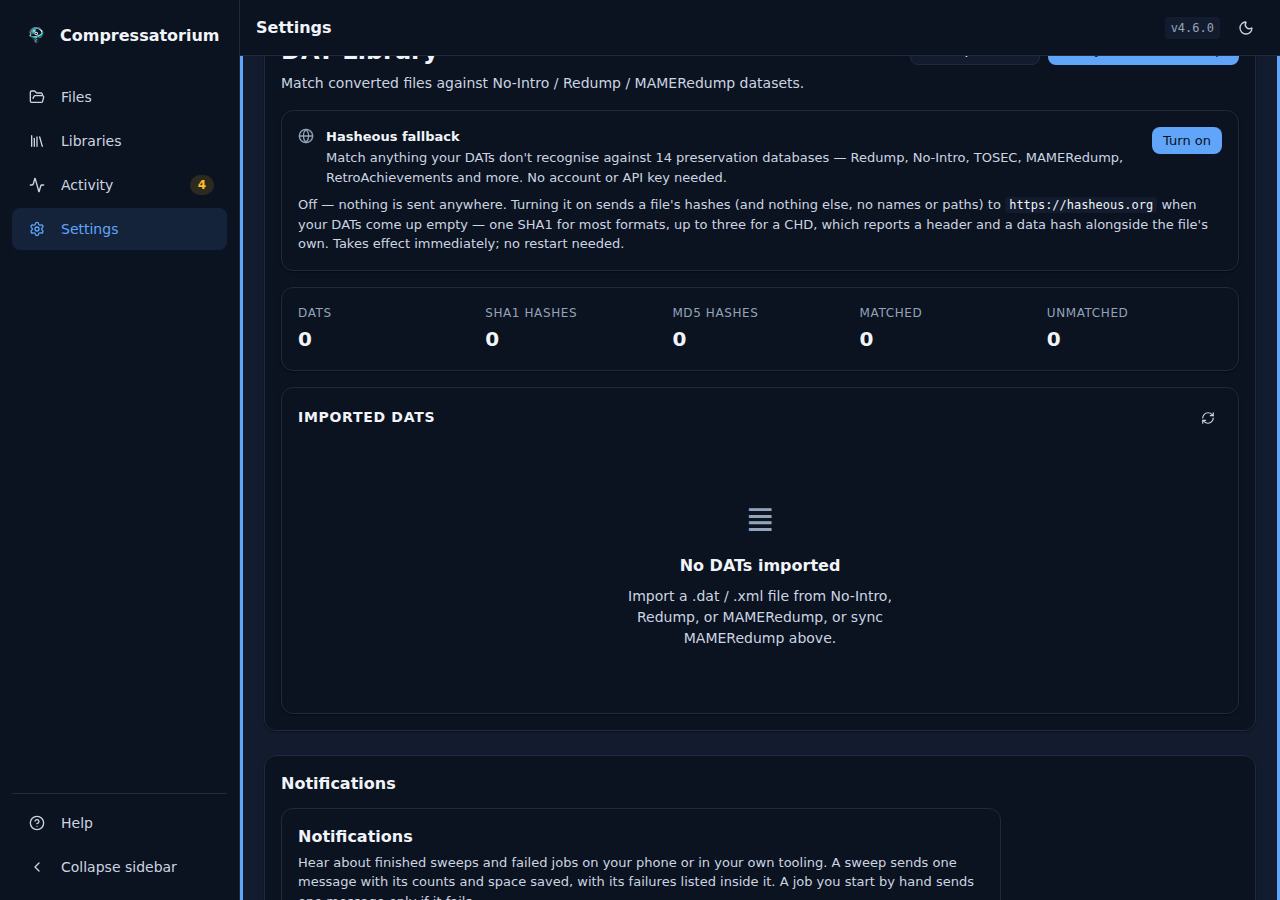 Compressatorium
Settings
v4.6.0
Files
Libraries
Activity
4
Settings
Help
Collapse sidebar
DAT Library
Match converted files against No-Intro / Redump / MAMERedump datasets.
Hasheous fallback
Turn on
Match anything your DATs don't recognise against 14 preservation databases — Redump, No-Intro, TOSEC, MAMERedump,
RetroAchievements and more. No account or API key needed.
Off — nothing is sent anywhere. Turning it on sends a file's hashes (and nothing else, no names or paths) to https://hasheous.org when
your DATs come up empty — one SHA1 for most formats, up to three for a CHD, which reports a header and a data hash alongside the file's
own. Takes effect immediately; no restart needed.
DATS
SHA1 HASHES
MD5 HASHES
MATCHED
UNMATCHED
0
0
0
0
0
IMPORTED DATS
No DATs imported
Import a .dat / .xml file from No-Intro,
Redump, or MAMERedump, or sync
MAMERedump above.
Notifications
Notifications
Hear about finished sweeps and failed jobs on your phone or in your own tooling. A sweep sends one
message with its counts and space saved, with its failures listed inside it. A job you start by hand sends
one message only if it fails.